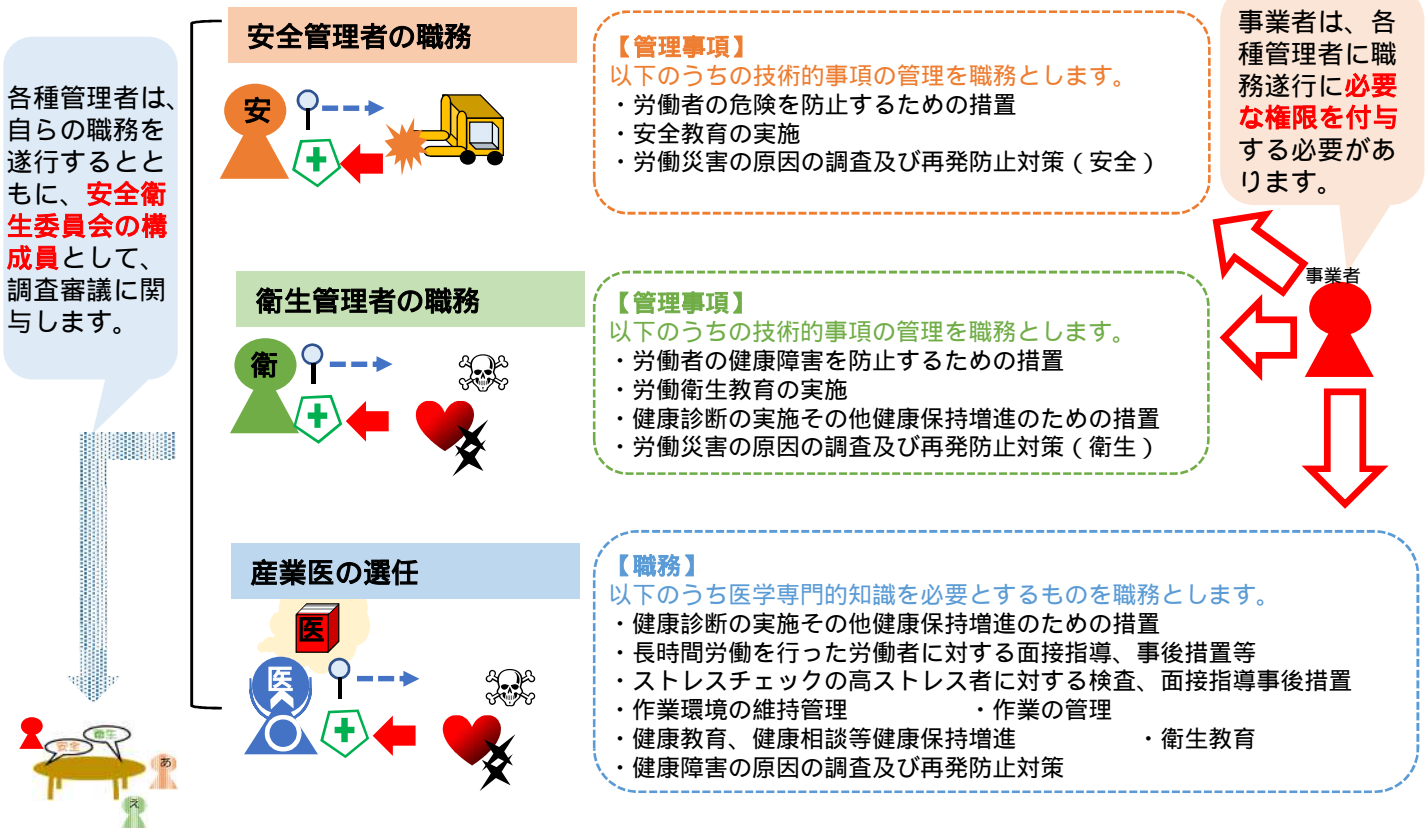 各種管理者は、
自らの職務を
遂行するとと
もに、安全衛
生委員会の構
成員として、
調査審議に関
与します。
安全管理者の職務
安
【管理事項】
以下のうちの技術的事項の管理を職務とします。
・労働者の危険を防止するための措置
・安全教育の実施
・労働災害の原因の調査及び再発防止対策(安全)
事業者は、各
種管理者に職
務遂行に必要
な権限を付与
する必要があ
ります。
事業者
衛生管理者の職務
衛
【管理事項】
以下のうちの技術的事項の管理を職務とします。
・労働者の健康障害を防止するための措置
・労働衛生教育の実施
・健康診断の実施その他健康保持増進のための措置
・労働災害の原因の調査及び再発防止対策(衛生)
産業医の選任
医
医
【職務】
以下のうち医学専門的知識を必要とするものを職務とします。
・健康診断の実施その他健康保持増進のための措置
・長時間労働を行った労働者に対する面接指導、事後措置等
・ストレスチェックの高ストレス者に対する検査、面接指導事後措置
・作業環境の維持管理 ・作業の管理
・健康教育、健康相談等健康保持増進 ・衛生教育
・健康障害の原因の調査及び再発防止対策
安全
衛生
あ
え